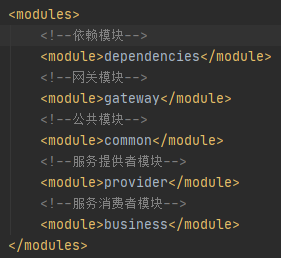 <modules>
<!--依赖模块-->
<module>dependencies</module>
<!--网关模块-->
<module>gateway</module>
<!--公共模块-->
<module>common</module>
<!--服务提供者模块-->
<module>provider</module>
<!--服务消费者模块-->
<module>business</module>
</modules>